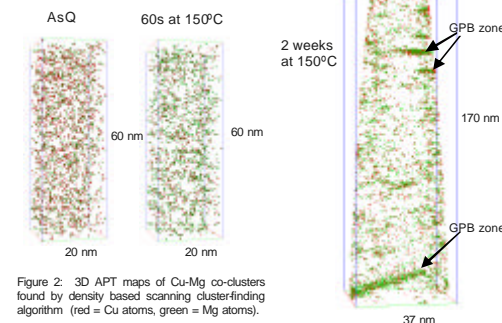 AsQ
60s at 150ºC
60 nm
60 nm
20 nm
20 nm
Figure 2: 3D APT maps of Cu-Mg co-clusters
found by density based scanning cluster-finding
algorithm (red = Cu atoms, green = Mg atoms).
2 weeks
at 150ºC
GPB zone
170 nm
GPB zone
37 nm